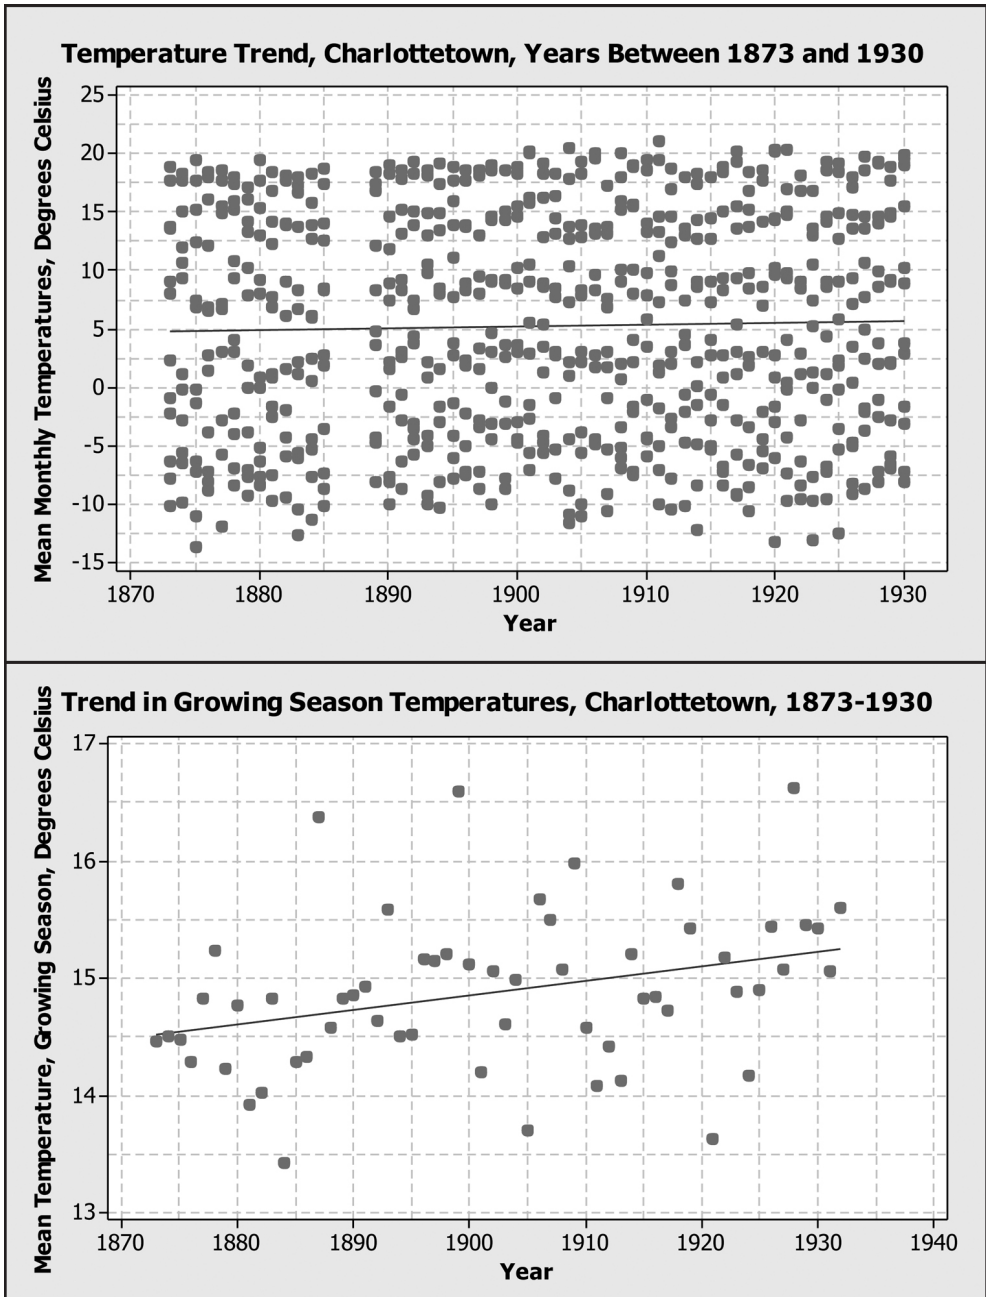 Temperature Trend, Charlottetown, Years Between 1873 and 1930
Mean Monthly Temperatures, Degrees Celsius
25
20
15
10
5
0
-5
-10
-15
1870 1880 1890 1900 1910 1920 1930
Year
Trend in Growing Season Temperatures, Charlottetown, 1873-1930
Mean Temperature, Growing Season, Degrees Celsius
17
16
15
14
13
1870 1880 1890 1900 1910 1920 1930 1940
Year